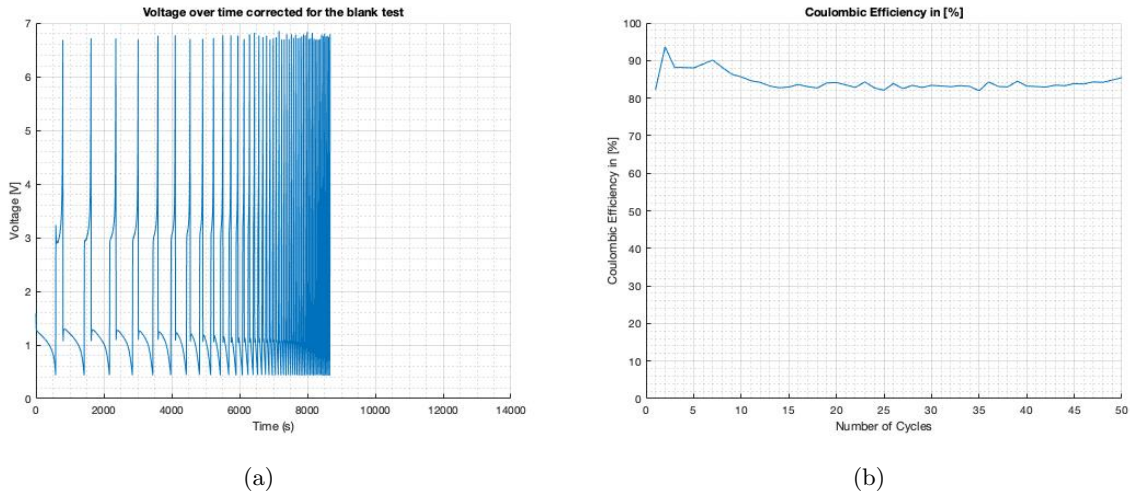 Voltage over time corrected for the blank test
7
6
5
4
3
2
1
0
Voltage [V]
0 2000 4000 6000 8000 10000 12000 14000
Time (s)
(a)
Coulombic Efficiency in [%]
100
90
80
70
60
50
40
30
20
10
0
Coulombic Efficiency in [%]
0 5 10 15 20 25 30 35 40 45 50
Number of Cycles
(b)